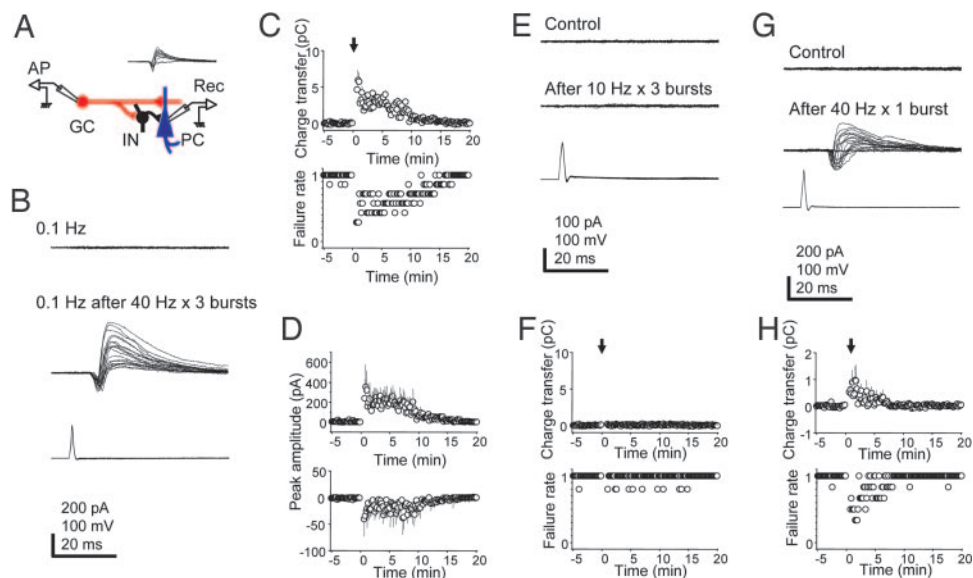 A
AP
Rec
GC
IN
PC
B
0.1 Hz
0.1 Hz after 40 Hz x 3 bursts
200 pA
100 mV
20 ms
C
Charge transfer (pC)
10
5
0
-5 0 5 10 15 20
Time (min)
Failure rate
1
0
-5 0 5 10 15 20
Time (min)
D
Peak amplitude (pA)
600
400
200
0
-5 0 5 10 15 20
Time (min)
50
0
-50
-100
-5 0 5 10 15 20
Time (min)
E
Control
After 10 Hz x 3 bursts
100 pA
100 mV
20 ms
F
Charge transfer (pC)
10
5
0
-5 0 5 10 15 20
Time (min)
Failure rate
1
0
-5 0 5 10 15 20
Time (min)
G
Control
After 40 Hz x 1 burst
200 pA
100 mV
20 ms
H
Charge transfer (pC)
2
1
0
-1
-5 0 5 10 15 20
Time (min)
Failure rate
1
0
-5 0 5 10 15 20
Time (min)